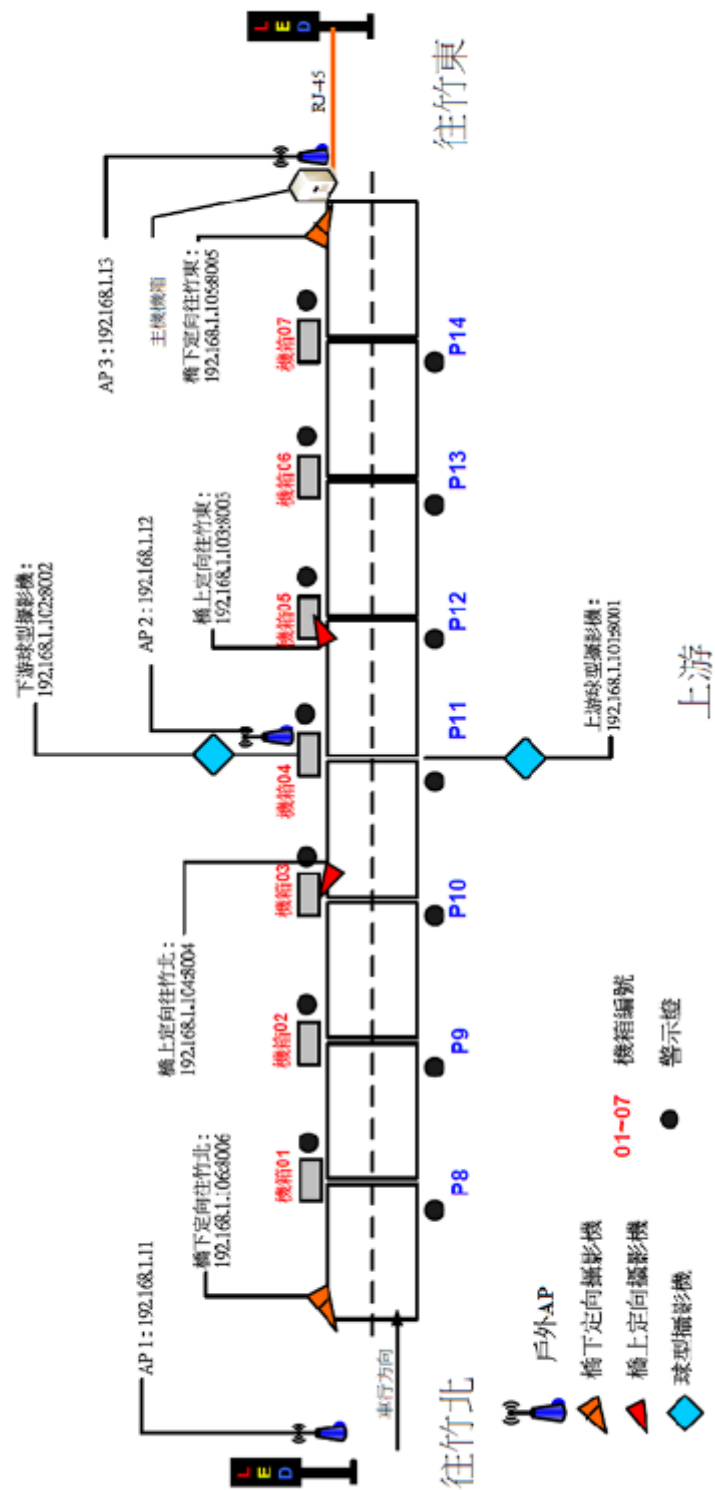 下游球型攝影機：
192.168.1.102:8002
AP 1 : 192.168.1.11
橋下定向往竹北：
192.168.1.106:8006
橋上定向往竹北：
192.168.1.104:8004
AP 2 : 192.168.1.12
橋上定向往竹東：
192.168.1.103:8003
AP 3 : 192.168.1.13
主機機箱
橋下定向往竹東：
192.168.1.105:8005
L
E
D
RJ-45
L
E
D
機箱01
機箱02
機箱03
機箱04
機箱05
機箱06
機箱07
車行方向
P8
P9
P10
P11
P12
P13
P14
往竹北
往竹東
上游球型攝影機：
192.168.1.101:8001
上游
戶外AP
橋下定向攝影機
橋上定向攝影機
球型攝影機
01~07
機箱編號
警示燈